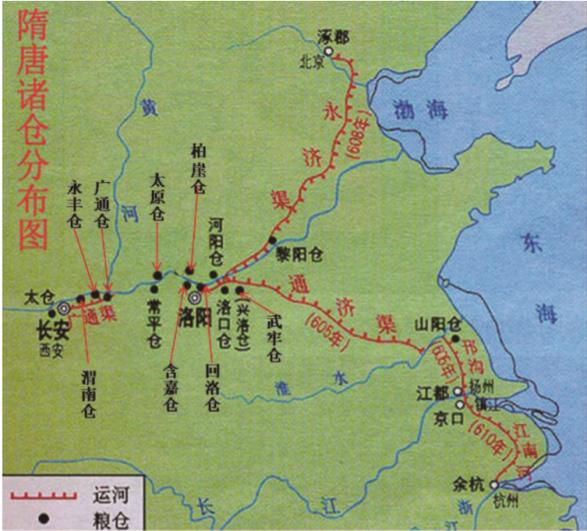 隋唐诸仓分布图
涿郡
北京
渤海
永济渠
(608年)
黄河
柏崖仓
太原仓
广通仓
永丰仓
河阳仓
黎阳仓
东海
太仓
长安
西安
通渠
渭南仓
常平仓
洛阳
含嘉仓
回洛仓
洛口仓
(兴洛仓)
武牢仓
通济渠
(605年)
山阳仓
邗沟
淮水
江都
扬州
京口
镇江
江南河
(610年)
余杭
杭州
浙
长江
运河
粮仓